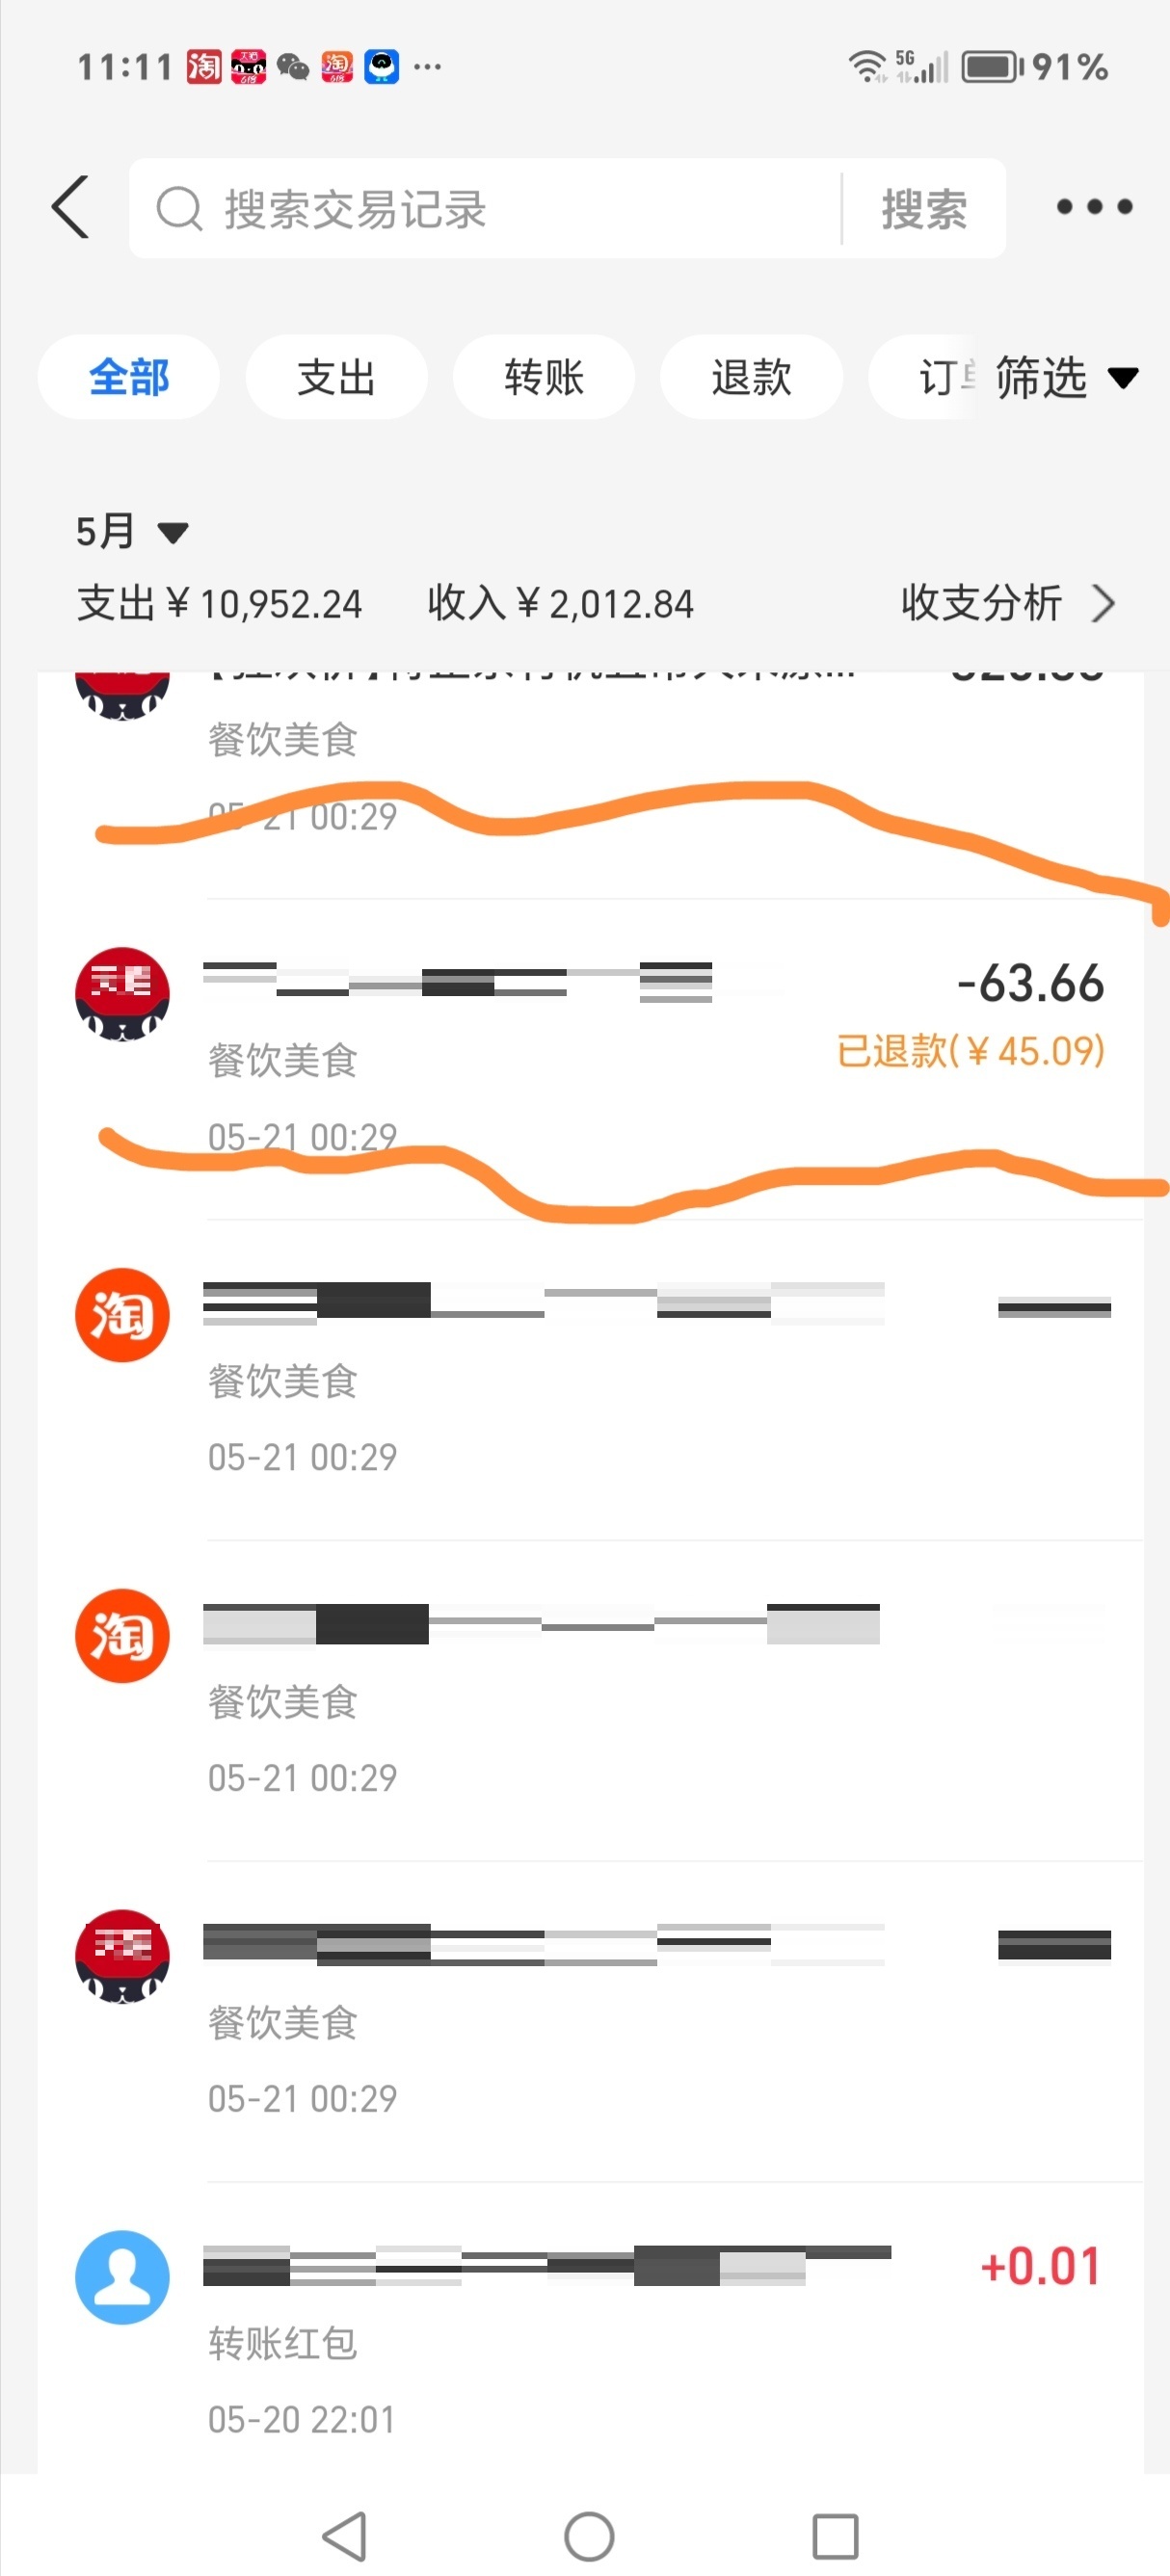 11:11 淘 淘 ... 5G 91%
搜索交易记录 搜索
全部 支出 转账 退款 订单 筛选
5月
支出￥10,952.24 收入￥2,012.84 收支分析
餐饮美食
05-21 00:29
-63.66
餐饮美食 已退款(￥45.09)
05-21 00:29
淘
餐饮美食
05-21 00:29
淘
餐饮美食
05-21 00:29
餐饮美食
05-21 00:29
+0.01
转账红包
05-20 22:01